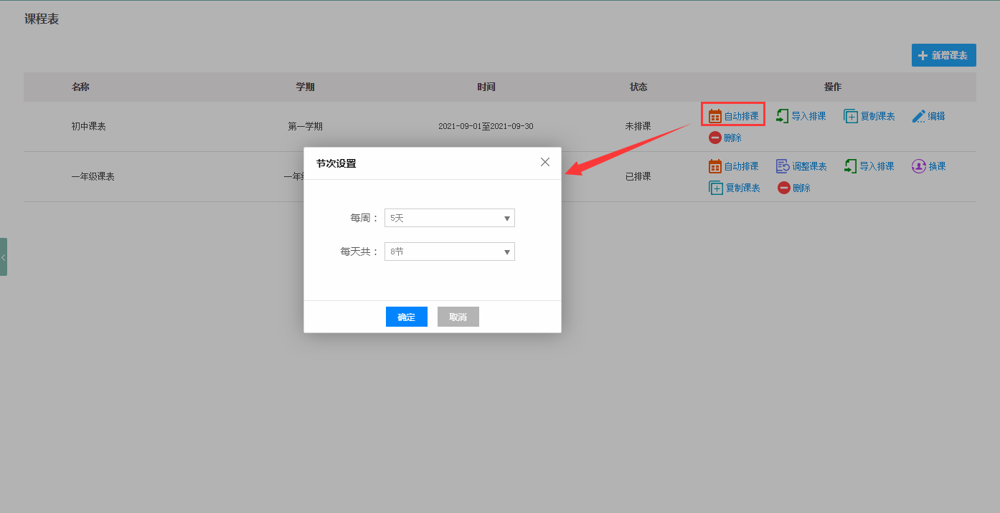 课程表
新增课表
名称 学期 时间 状态 操作
初中课表 第一学期 2021-09-01至2021-09-30 未排课 自动排课 导入排课 复制课表 编辑
删除
一年级课表 一年 已排课 自动排课 调整课表 导入排课 换课
复制课表 删除
节次设置
每周： 5天
每天共： 8节
确定 取消